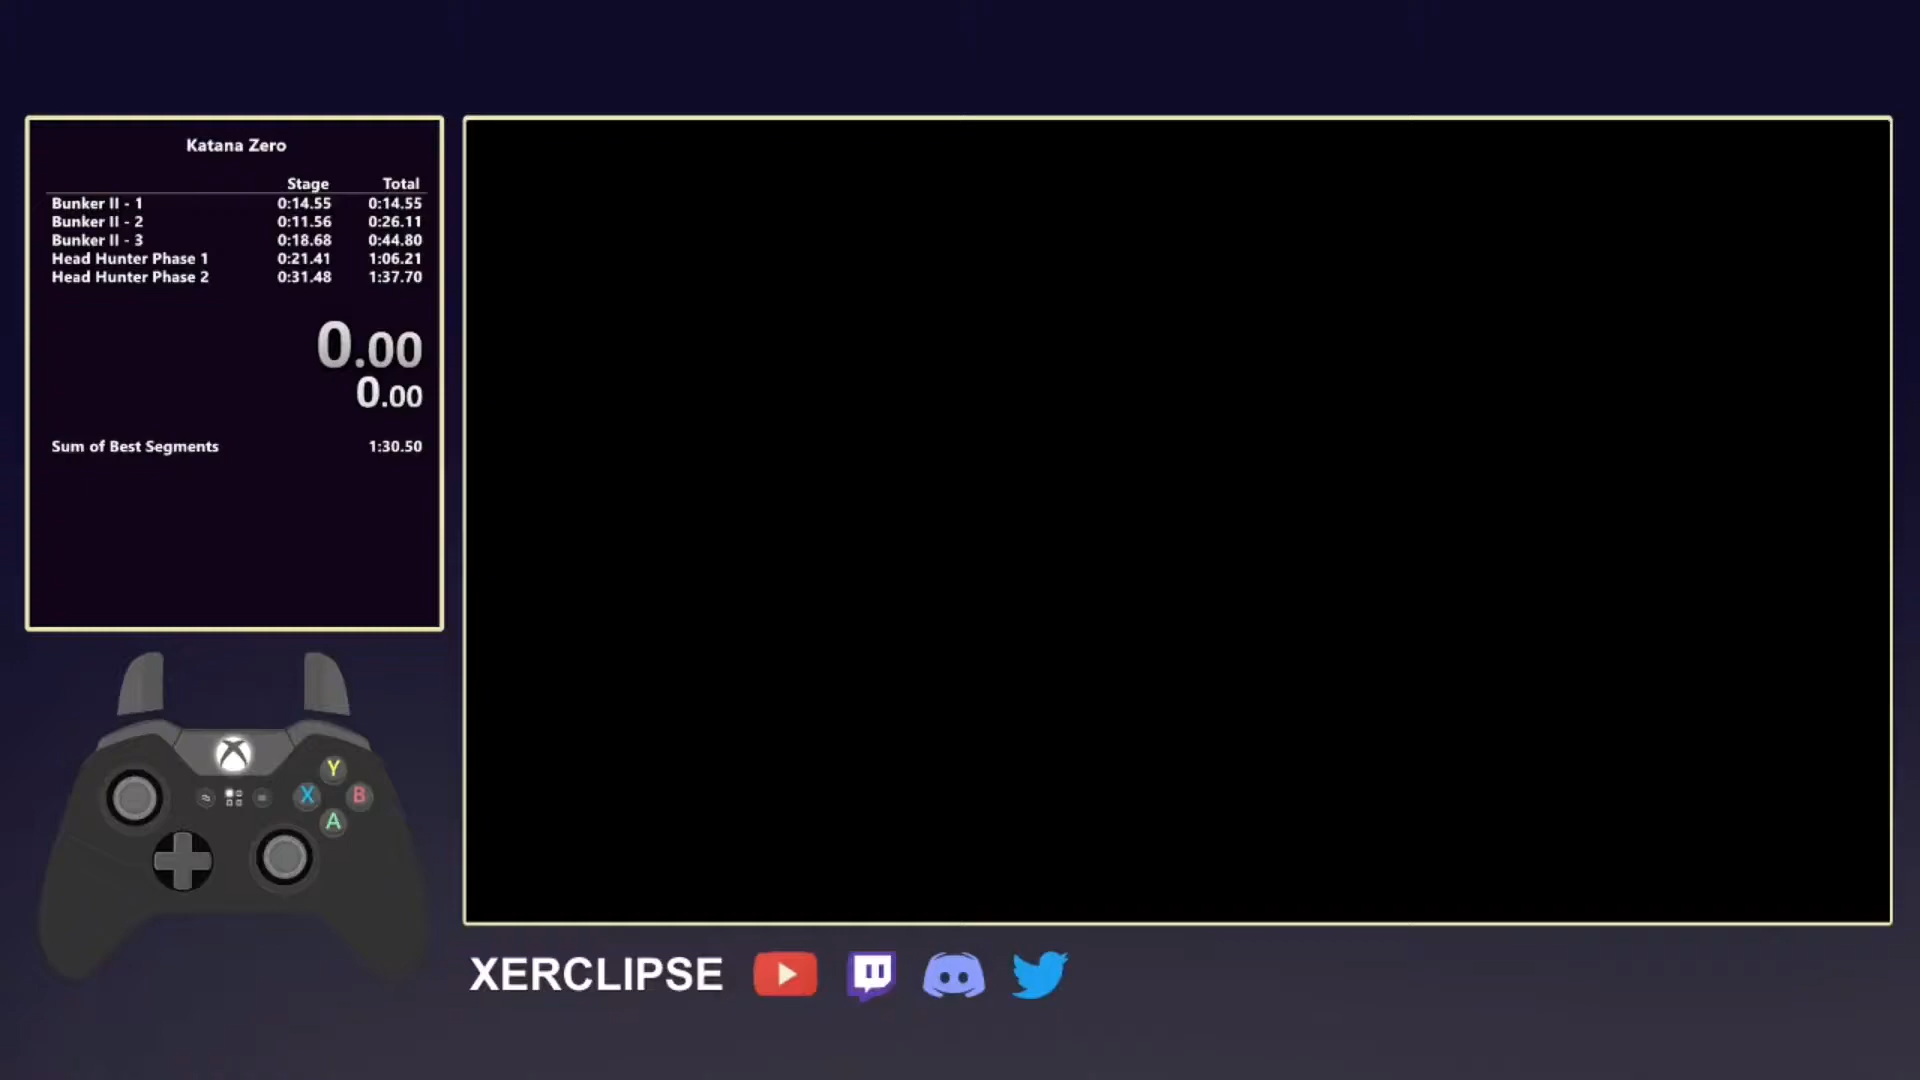 Katana Zero
Stage Total
Bunker II - 1 0:14.55 0:14.55
Bunker II - 2 0:11.56 0:26.11
Bunker II - 3 0:18.68 0:44.80
Head Hunter Phase 1 0:21.41 1:06.21
Head Hunter Phase 2 0:31.48 1:37.70
0.00
0.00
Sum of Best Segments 1:30.50
Y
X B
A
XERCLIPSE